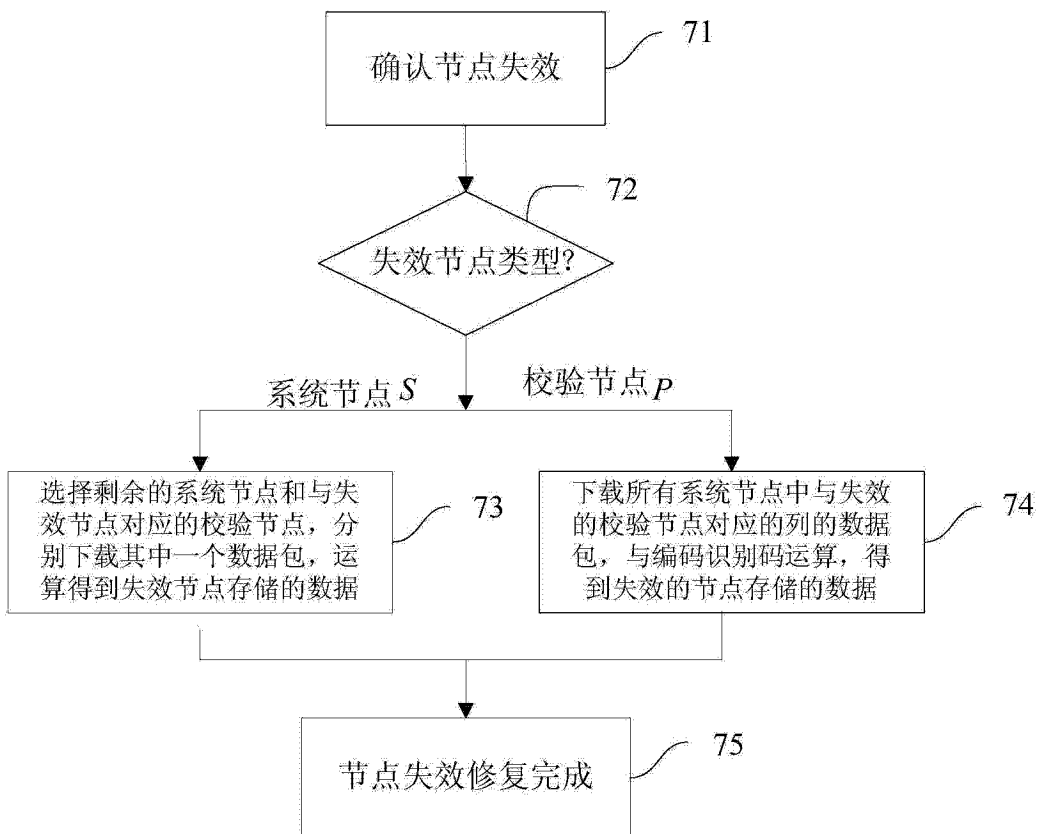 确认节点失效
71
失效节点类型?
72
系统节点S
校验节点P
选择剩余的系统节点和与失
效节点对应的校验节点，分
别下载其中一个数据包，运
算得到失效节点存储的数据
73
下载所有系统节点中与失效
的校验节点对应的列的数据
包，与编码识别码运算，得
到失效的节点存储的数据
74
节点失效修复完成
75